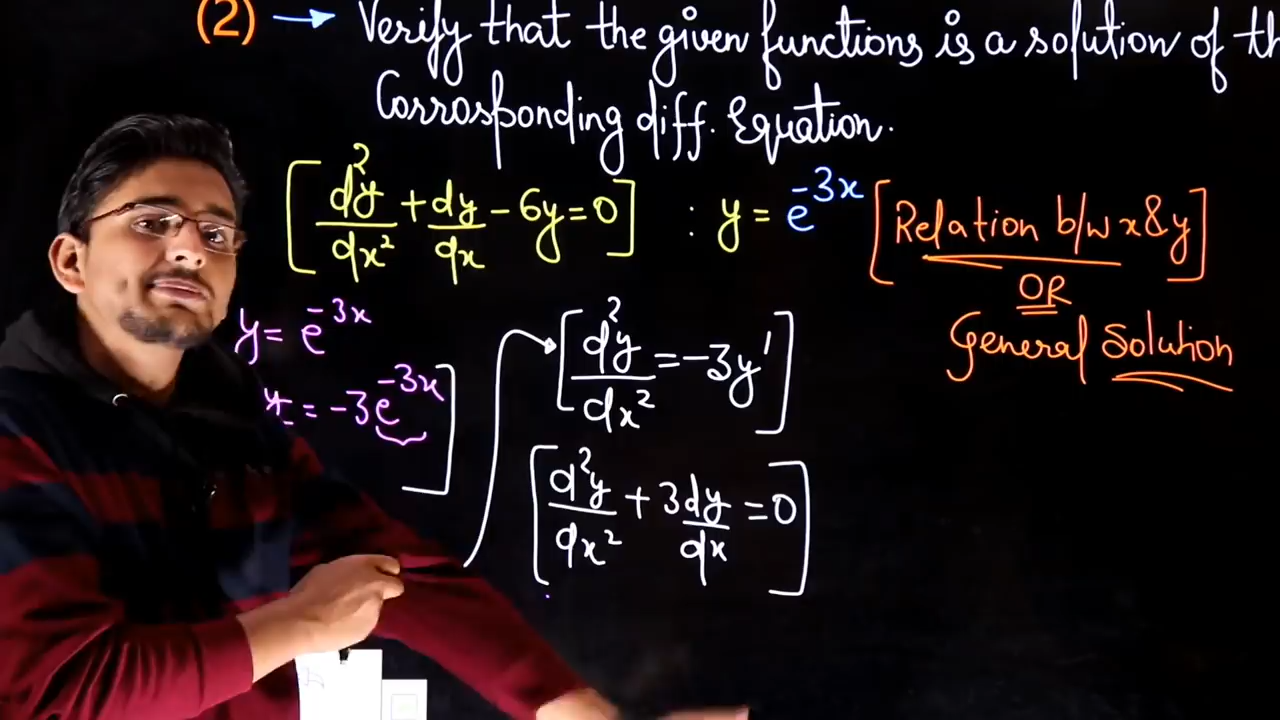 (2) → Verify that the given functions is a solution of th
Corrosponding diff. Equation.
[d²y/dx² + dy/dx - 6y = 0] : y = e^-3x [Relation b/w x & y]
OR
General Solution
y = e^-3x
= -3e^-3x]
[d²y/dx² = -3y']
[d²y/dx² + 3dy/dx = 0]